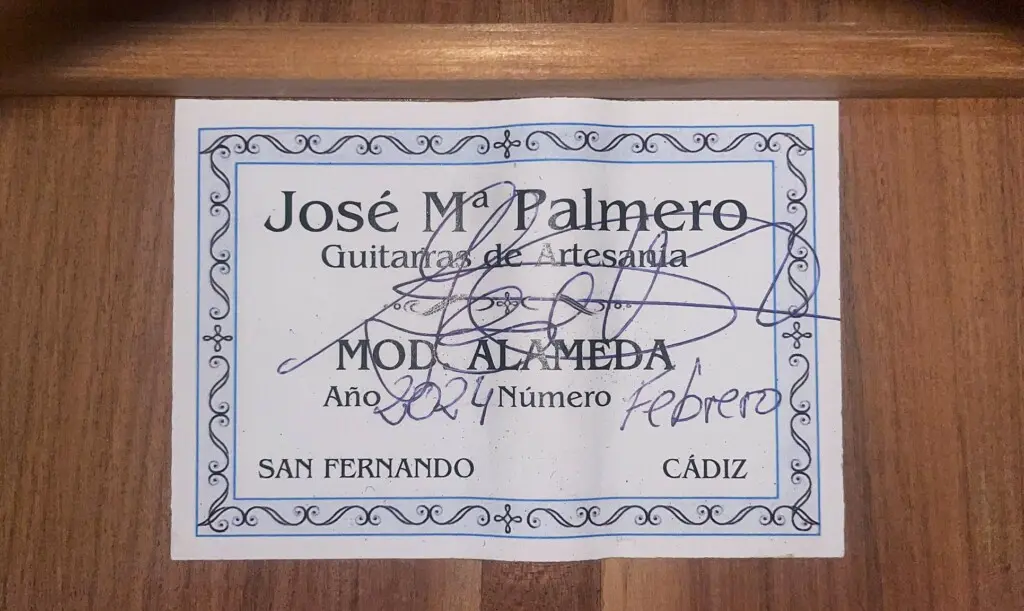 José Mª Palmero
Guitarras de Artesanía
MOD. ALAMEDA
Año 2024 Número Febrero
SAN FERNANDO CÁDIZ